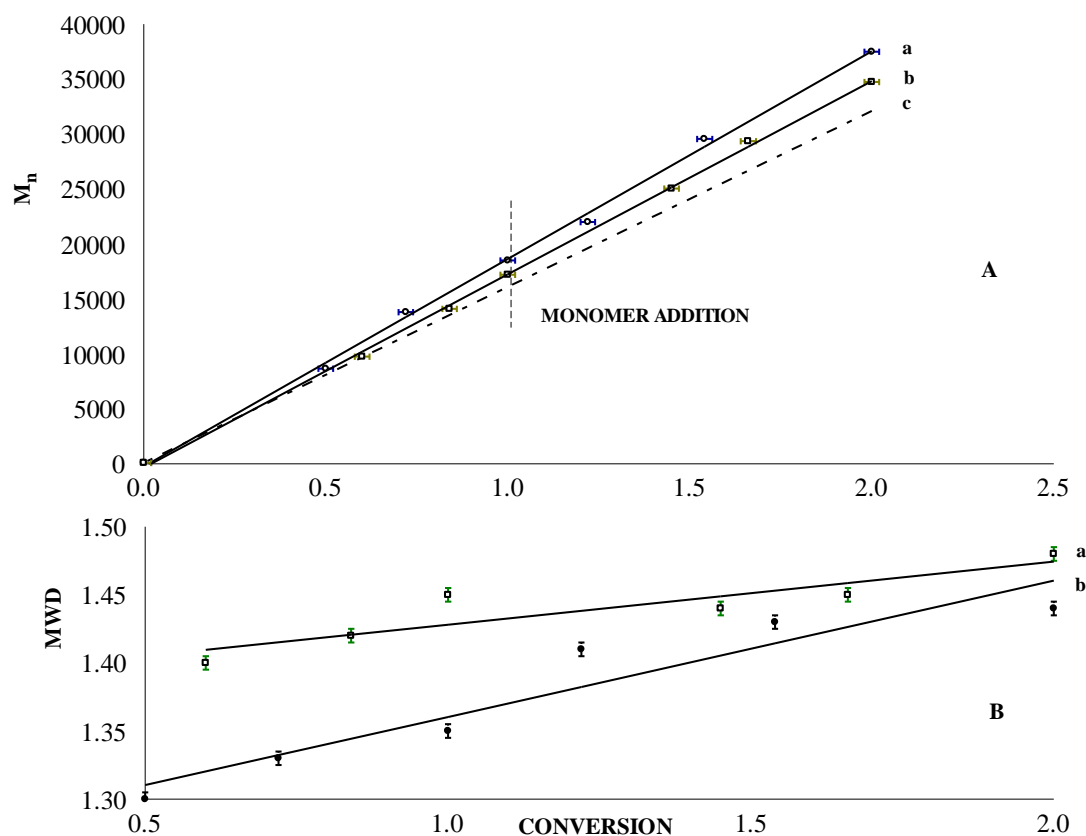 40000
a
35000
b
c
30000
25000
Mn
20000
A
15000
MONOMER ADDITION
10000
5000
0
0.0 0.5 1.0 1.5 2.0 2.5
1.50
a
b
1.45
MWD
1.40
B
1.35
1.30
0.5 1.0 1.5 2.0
CONVERSION